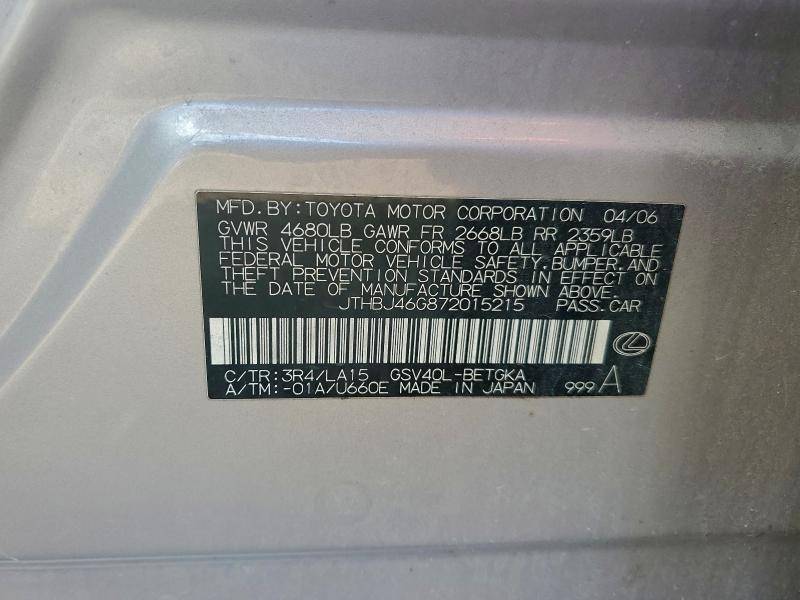 MFD.BY:TOYOTA MOTOR CORPORATION 04/06
GVWR 4680LB GAWR FR 2668LB RR 2359LB
THIS VEHICLE CONFORMS TO ALL APPLICABLE
FEDERAL MOTOR VEHICLE SAFETY,BUMPER,AND
THEFT PREVENTION STANDARDS IN EFFECT ON
THE DATE OF MANUFACTURE SHOWN ABOVE.
JTHBJ46G872015215 PASS.CAR
C/TR:3R4/LA15 GSV40L-BETGKA
A/TM:-01A/U660E MADE IN JAPAN 999 A